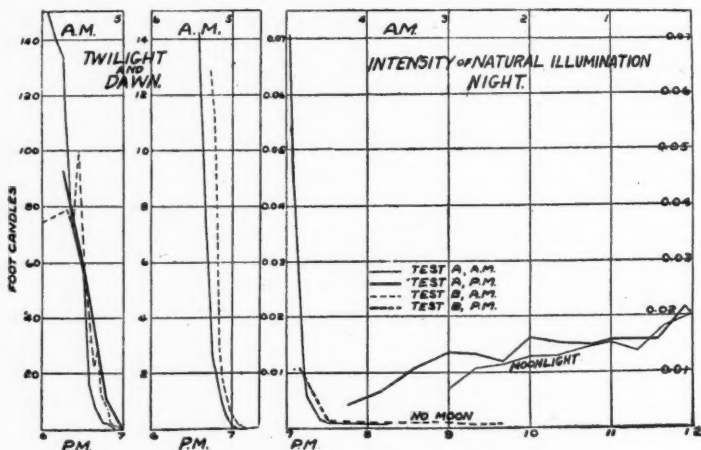 5
A.M.
TWILIGHT
AND
DAWN.
FOOT CANDLES
140
120
100
80
60
40
20
6 7
P.M.
5
A.M.
14
12
10
8
6
4
2
6 7
P.M.
A.M.
4 3 2 1
INTENSITY OF NATURAL ILLUMINATION
NIGHT.
0.07 0.07
0.06 0.06
0.05 0.05
0.04 0.04
0.03 0.03
TEST A, A.M.
TEST A, P.M.
TEST B, A.M.
TEST B, P.M.
0.02 0.02
MOONLIGHT
0.01 0.01
NO MOON
7 8 9 10 11 12
P.M